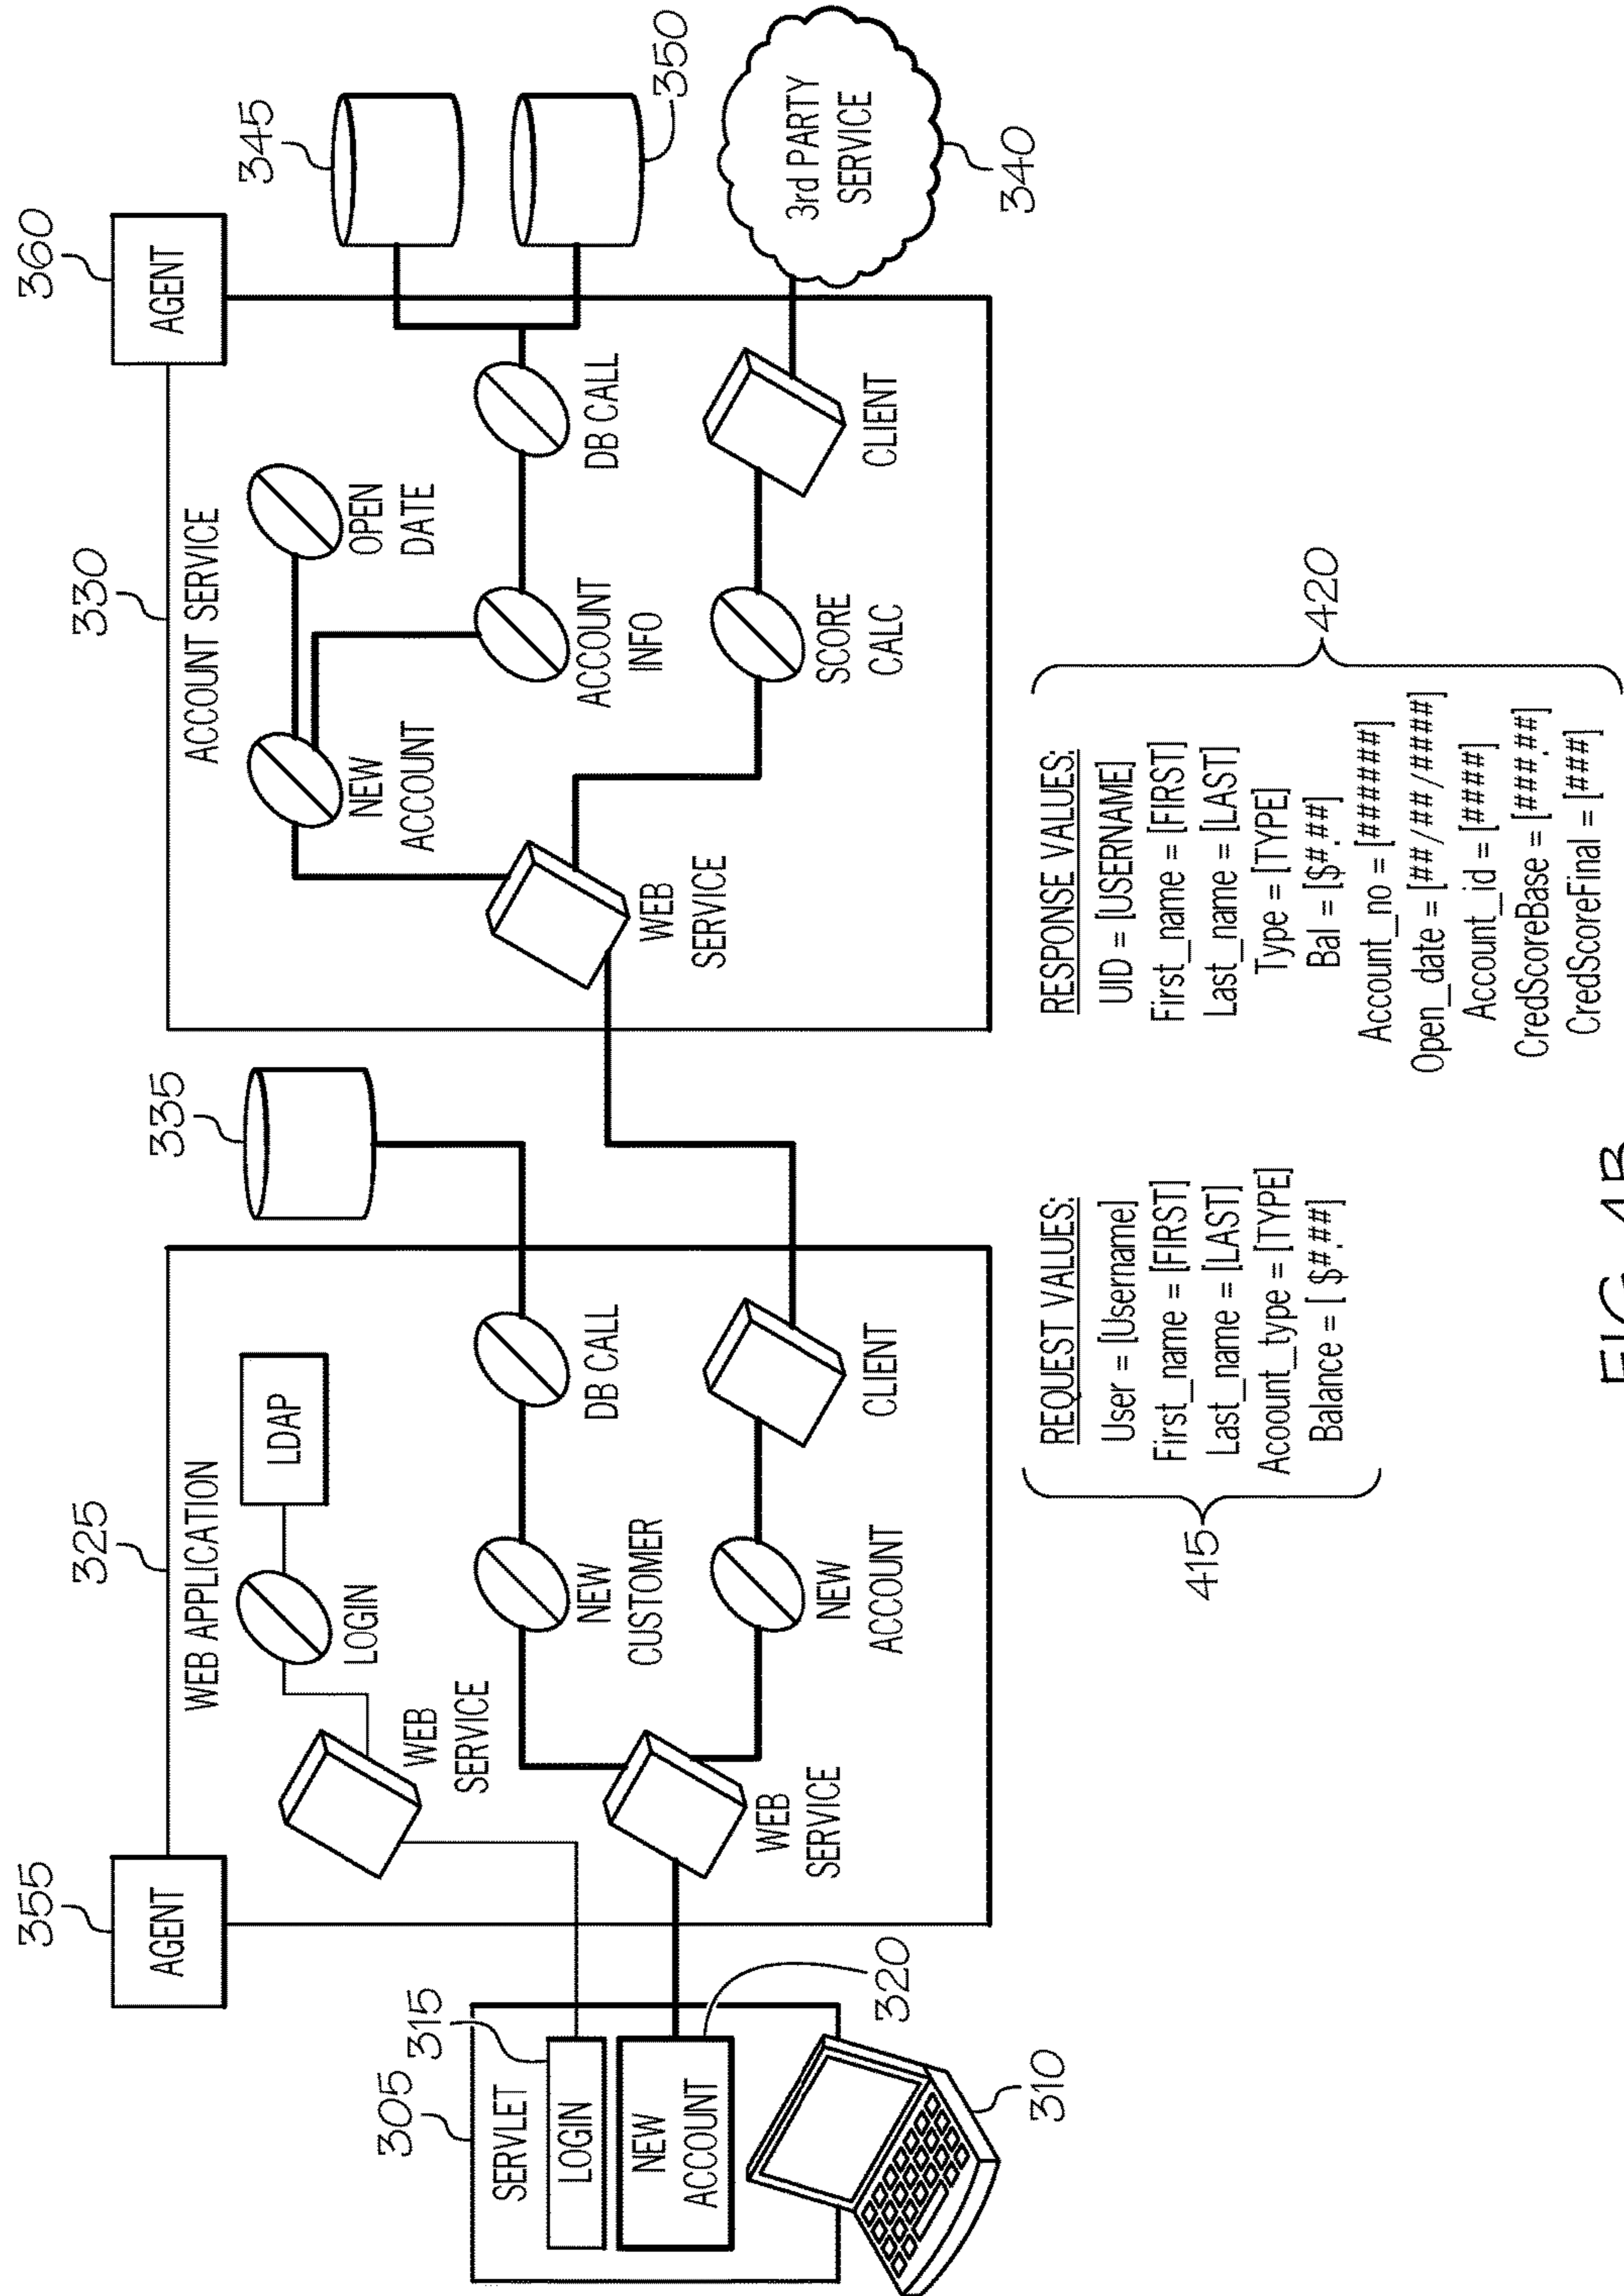 355
AGENT
325
WEB APPLICATION
335
330
ACCOUNT SERVICE
360
AGENT
345
350
305
SERVLET
315
LOGIN
NEW
ACCOUNT
320
310
WEB
SERVICE
LOGIN
LDAP
WEB
SERVICE
NEW
CUSTOMER
DB CALL
NEW
ACCOUNT
CLIENT
WEB
SERVICE
NEW
ACCOUNT
OPEN
DATE
ACCOUNT
INFO
DB CALL
SCORE
CALC
CLIENT
3rd PARTY
SERVICE
340
415
REQUEST VALUES:
User = [Username]
First_name = [FIRST]
Last_name = [LAST]
Acoount_type = [TYPE]
Balance = [ $#.##]
RESPONSE VALUES:
UID = [USERNAME]
First_name = [FIRST]
Last_name = [LAST]
Type = [TYPE]
Bal = [$#.##]
Account_no = [######]
Open_date = [##/##/####]
Account_id = [####]
CredScoreBase = [###.##]
CredScoreFinal = [###]
420
FIG. 4B